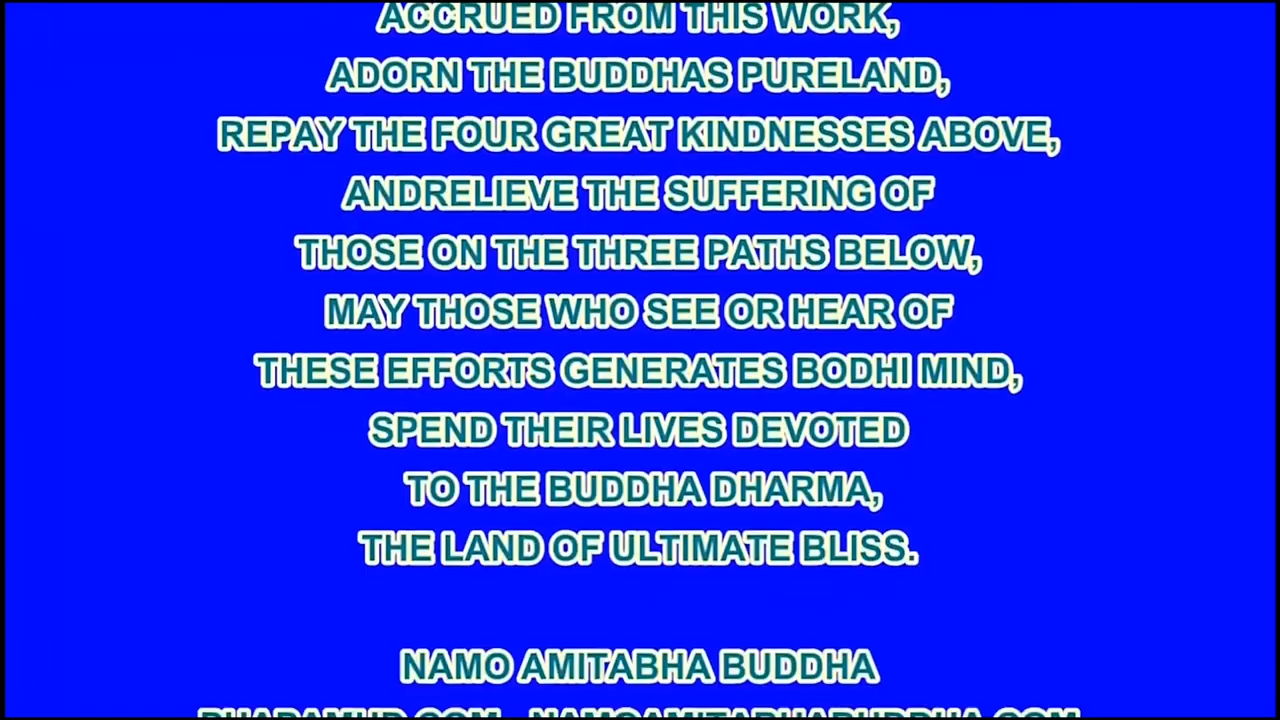 ACCRUED FROM THIS WORK,
ADORN THE BUDDHAS PURELAND,
REPAY THE FOUR GREAT KINDNESSES ABOVE,
ANDRELIEVE THE SUFFERING OF
THOSE ON THE THREE PATHS BELOW,
MAY THOSE WHO SEE OR HEAR OF
THESE EFFORTS GENERATES BODHI MIND,
SPEND THEIR LIVES DEVOTED
TO THE BUDDHA DHARMA,
THE LAND OF ULTIMATE BLISS.
NAMO AMITABHA BUDDHA